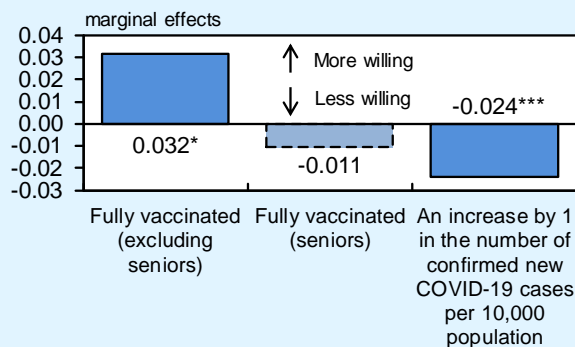 marginal effects
0.04
0.03
0.02
0.01
0.00
-0.01
-0.02
-0.03
More willing
Less willing
0.032*
-0.011
-0.024***
Fully vaccinated
(excluding
seniors)
Fully vaccinated
(seniors)
An increase by 1
in the number of
confirmed new
COVID-19 cases
per 10,000
population